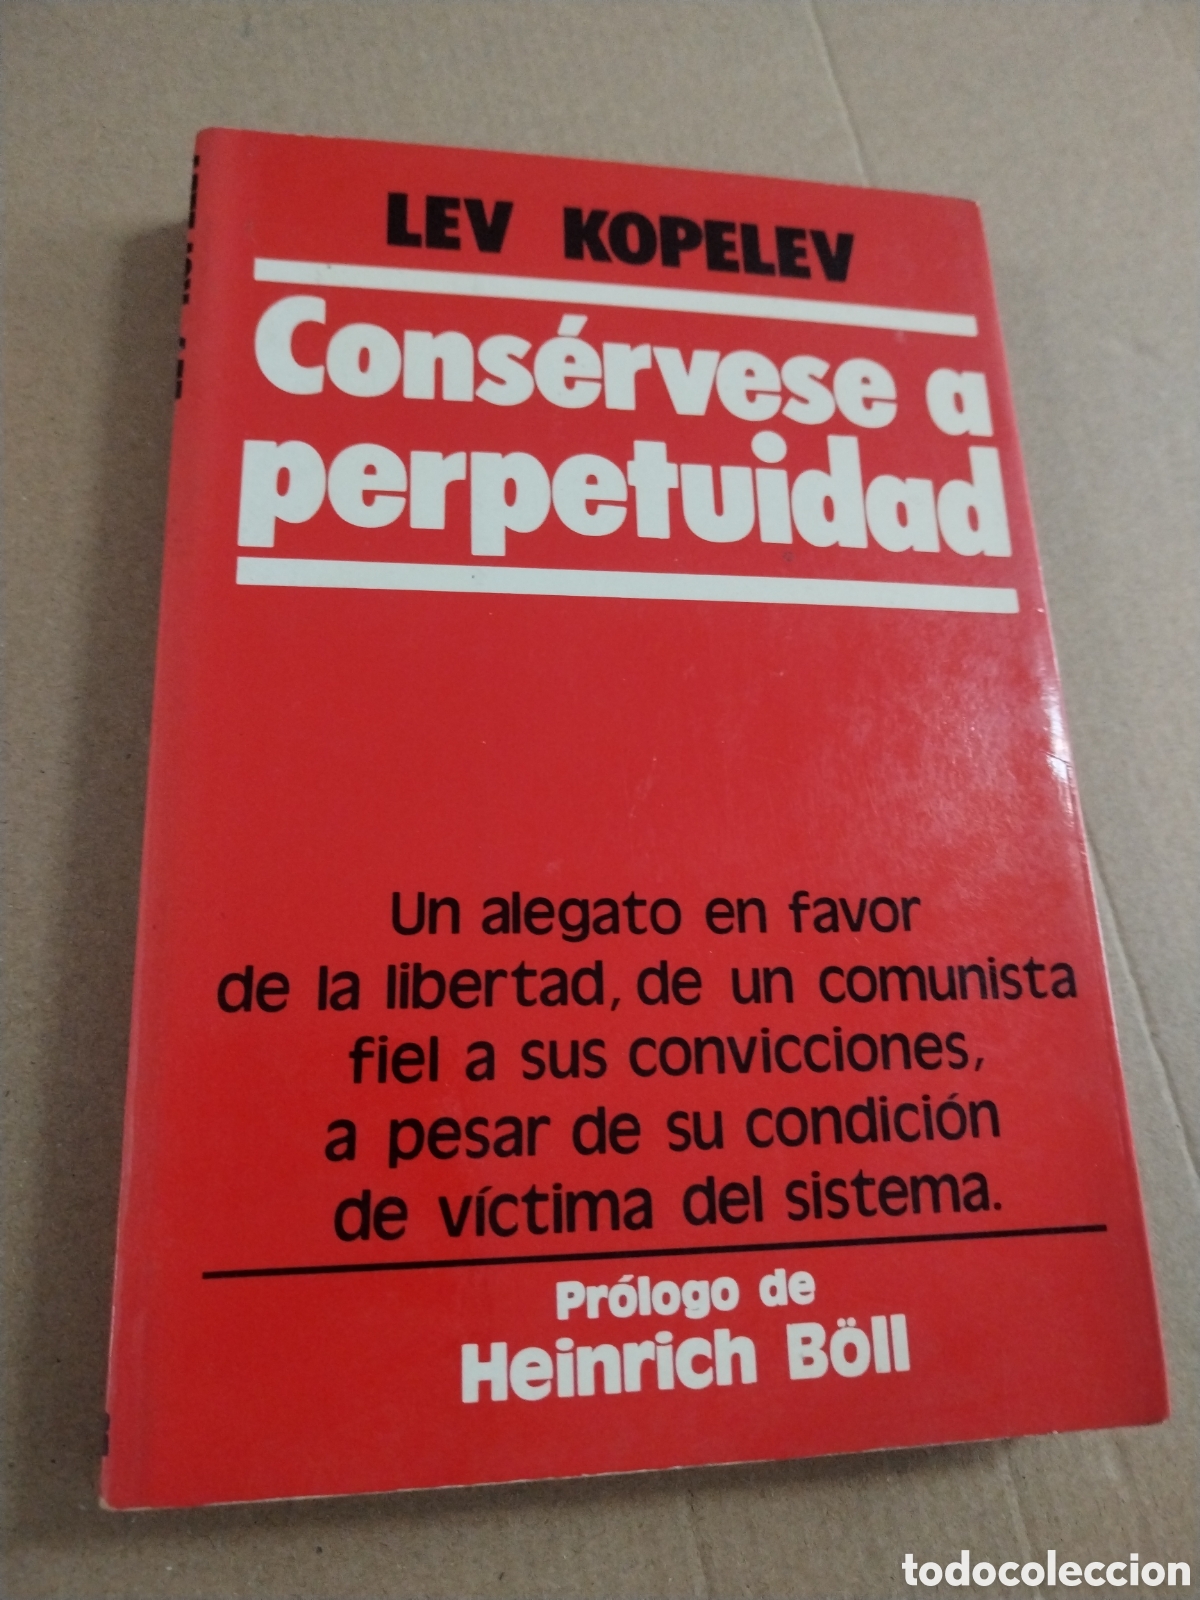 LEV KOPELEV
Consérvese a
perpetuidad
Un alegato en favor
de la libertad, de un comunista
fiel a sus convicciones,
a pesar de su condición
de víctima del sistema.
Prólogo de
Heinrich Böll
todocoleccion